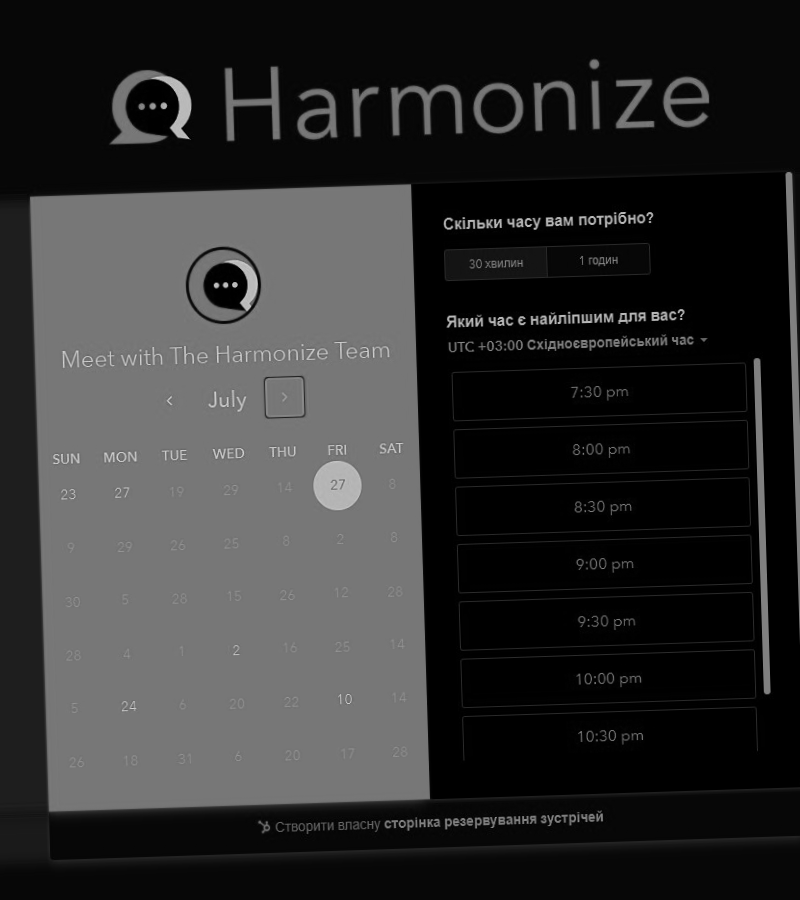 Harmonize
Meet with The Harmonize Team
July
SUN MON TUE WED THU FRI SAT
23 27 19 29 14 27 8
9 29 26 25 8 2 8
30 5 28 15 26 12 28
28 4 1 2 16 25 14
5 24 6 20 22 10 14
26 18 31 6 20 17 28
Скільки часу вам потрібно?
30 хвилин 1 годин
Який час є найліпшим для вас?
UTC +03:00 Східноєвропейський час
7:30 pm
8:00 pm
8:30 pm
9:00 pm
9:30 pm
10:00 pm
10:30 pm
Створити власну сторінка резервування зустрічей